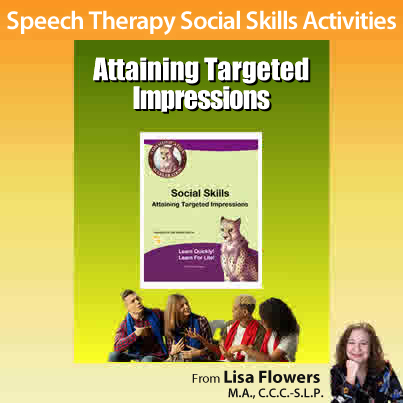 Speech Therapy Social Skills Activities
Attaining Targeted
Impressions
Social Skills
Attaining Targeted Impressions
Learn Quickly!
Learn For Life!
From Lisa Flowers
M.A., C.C.C.-S.L.P.